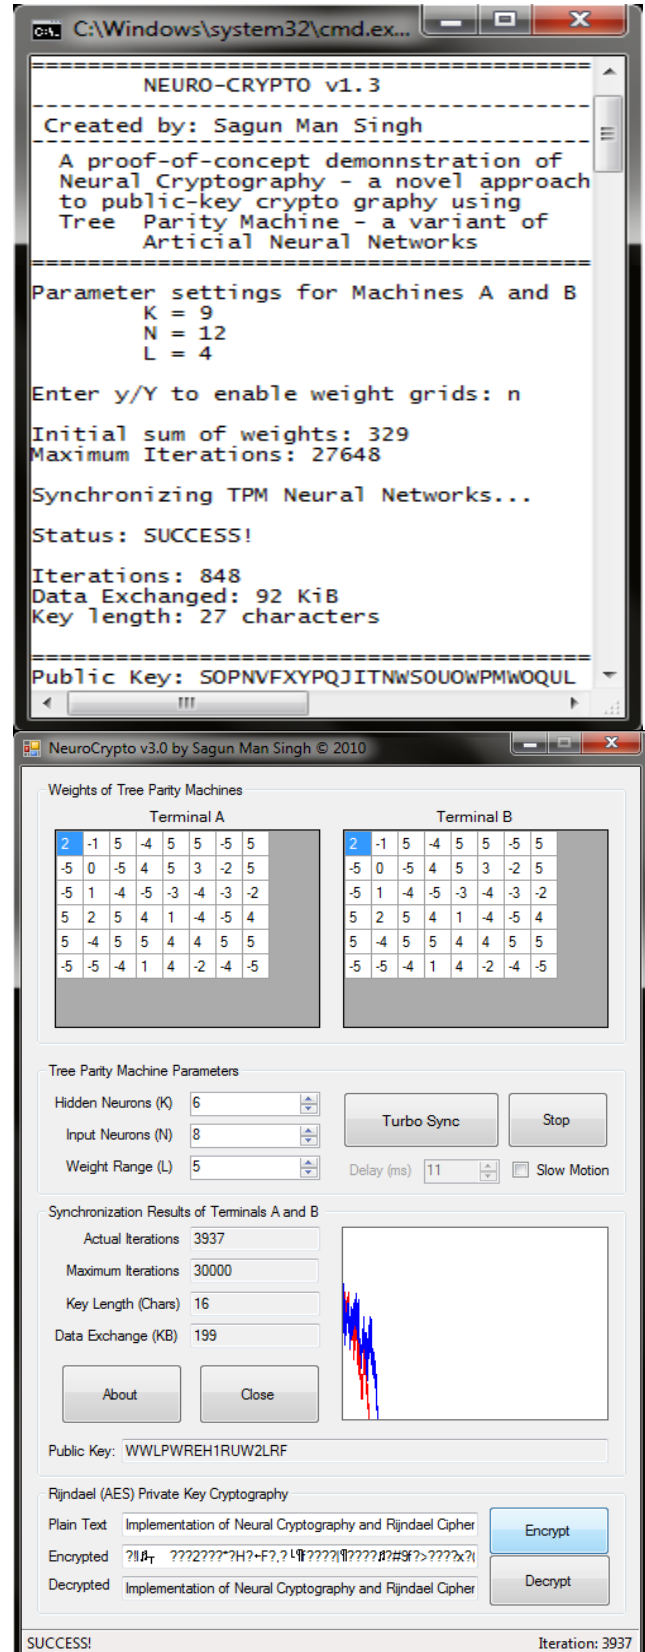 C:\Windows\system32\cmd.ex...
NEURO-CRYPTO v1.3
Created by: Sagun Man Singh
A proof-of-concept demonnstration of
Neural Cryptography - a novel approach
to public-key crypto graphy using
Tree Parity Machine - a variant of
Articial Neural Networks
Parameter settings for Machines A and B
K = 9
N = 12
L = 4
Enter y/Y to enable weight grids: n
Initial sum of weights: 329
Maximum Iterations: 27648
Synchronizing TPM Neural Networks...
Status: SUCCESS!
Iterations: 848
Data Exchanged: 92 KiB
Key length: 27 characters
Public Key: SOPNVFXYPQJITNWSOUOWPMWOQUL
NeuroCrypto v3.0 by Sagun Man Singh © 2010
Weights of Tree Parity Machines
Terminal A Terminal B
2 -1 5 -4 5 5 -5 5 2 -1 5 -4 5 5 -5 5
-5 0 -5 4 5 3 -2 5 -5 0 -5 4 5 3 -2 5
-5 1 -4 -5 -3 -4 -3 -2 -5 1 -4 -5 -3 -4 -3 -2
5 2 5 4 1 -4 -5 4 5 2 5 4 1 -4 -5 4
5 -4 5 5 4 4 5 5 5 -4 5 5 4 4 5 5
-5 -5 -4 1 4 -2 -4 -5 -5 -5 -4 1 4 -2 -4 -5
Tree Parity Machine Parameters
Hidden Neurons (K) 6
Input Neurons (N) 8
Weight Range (L) 5
Turbo Sync Stop
Delay (ms) 11 Slow Motion
Synchronization Results of Terminals A and B
Actual Iterations 3937
Maximum Iterations 30000
Key Length (Chars) 16
Data Exchange (KB) 199
About Close
Public Key: WWLPWREH1RUW2LRF
Rijndael (AES) Private Key Cryptography
Plain Text Implementation of Neural Cryptography and Rijndael Cipher
Encrypt
Encrypted
Decrypted Implementation of Neural Cryptography and Rijndael Cipher
Decrypt
SUCCESS! Iteration: 3937